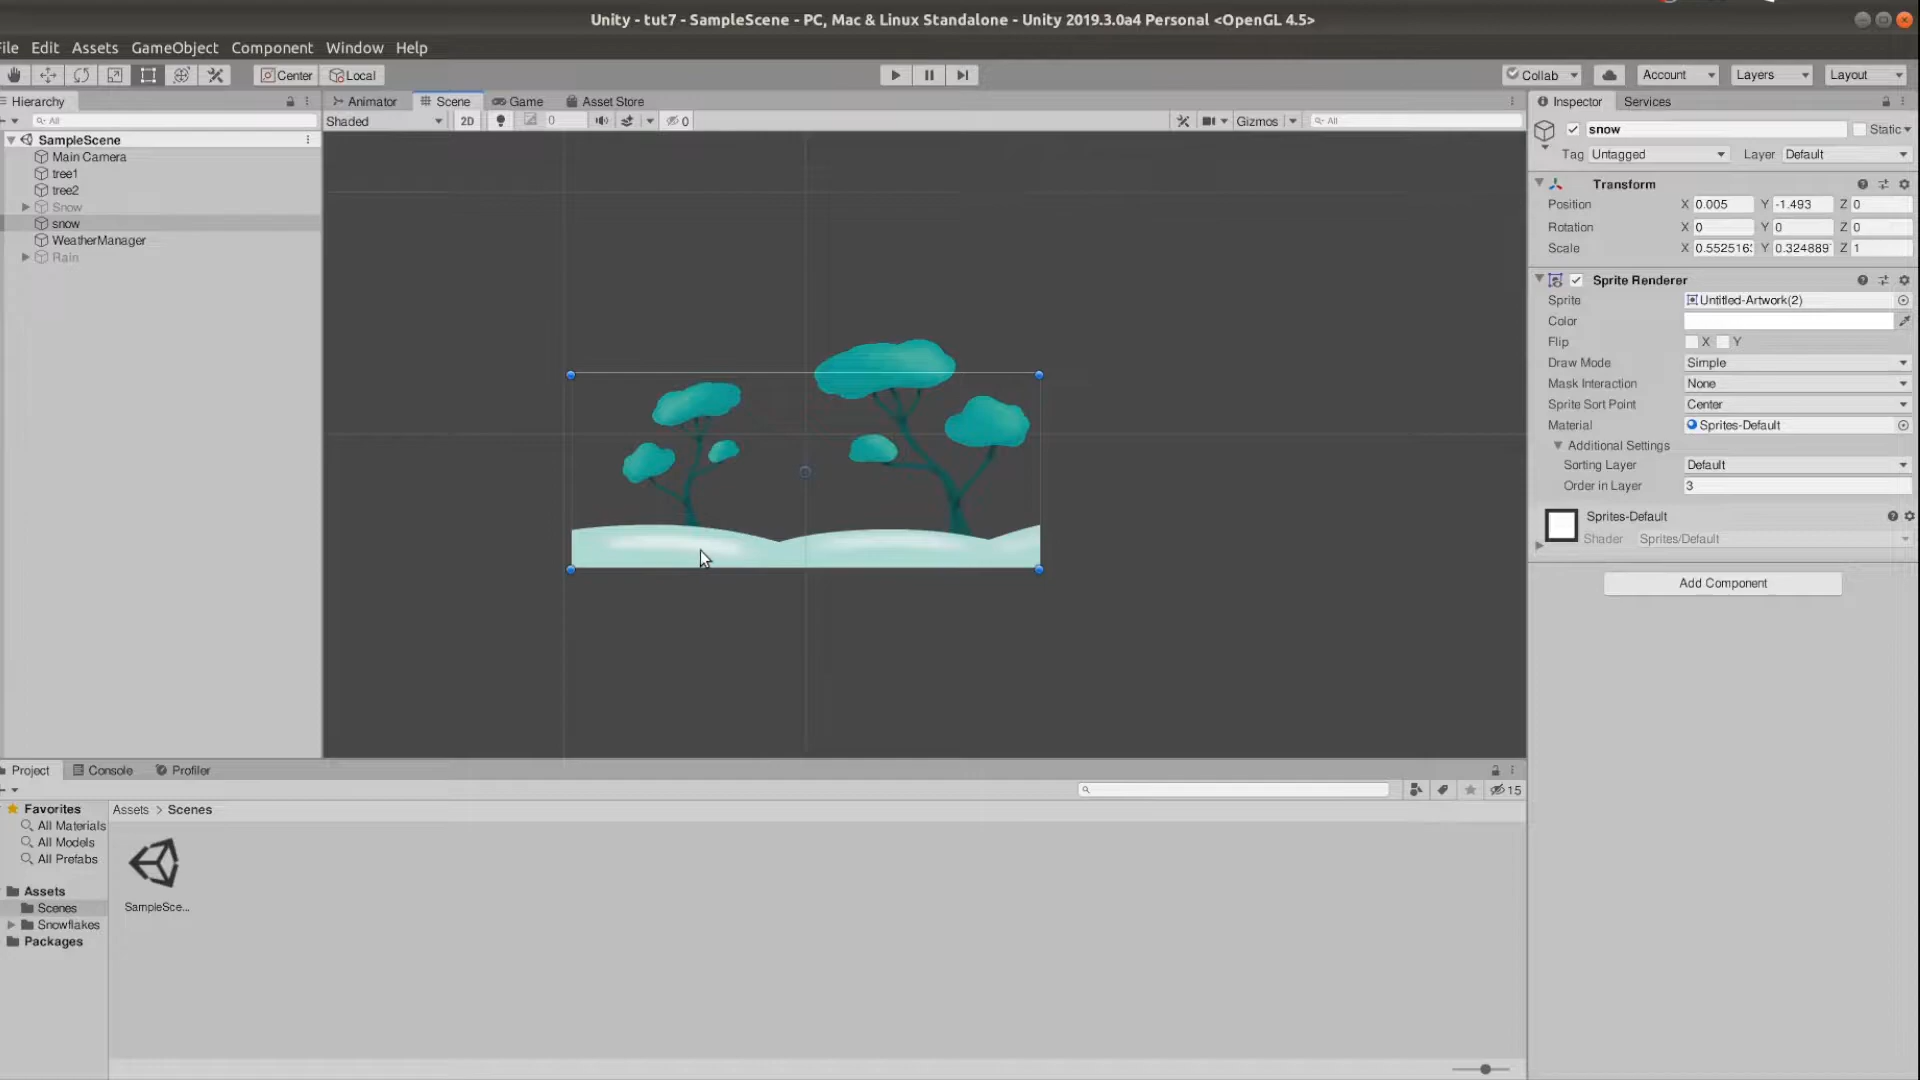 Unity - tut7 - SampleScene - PC, Mac & Linux Standalone - Unity 2019.3.0a4 Personal <OpenGL 4.5>
File Edit Assets GameObject Component Window Help
Center Local
Collab Account Layers Layout
Hierarchy
All
SampleScene
Main Camera
tree1
tree2
Snow
snow
WeatherManager
Rain
Animator Scene Game Asset Store
Shaded 2D 0 0 Gizmos All
Inspector Services
snow Static
Tag Untagged Layer Default
Transform
Position X 0.005 Y -1.493 Z 0
Rotation X 0 Y 0 Z 0
Scale X 0.552516 Y 0.324889 Z 1
Sprite Renderer
Sprite Untitled-Artwork(2)
Color
Flip X Y
Draw Mode Simple
Mask Interaction None
Sprite Sort Point Center
Material Sprites-Default
Additional Settings
Sorting Layer Default
Order in Layer 3
Sprites-Default
Shader Sprites/Default
Add Component
Project Console Profiler
15
Favorites
All Materials
All Models
All Prefabs
Assets
Scenes
Snowflakes
Packages
Assets > Scenes
SampleSce...